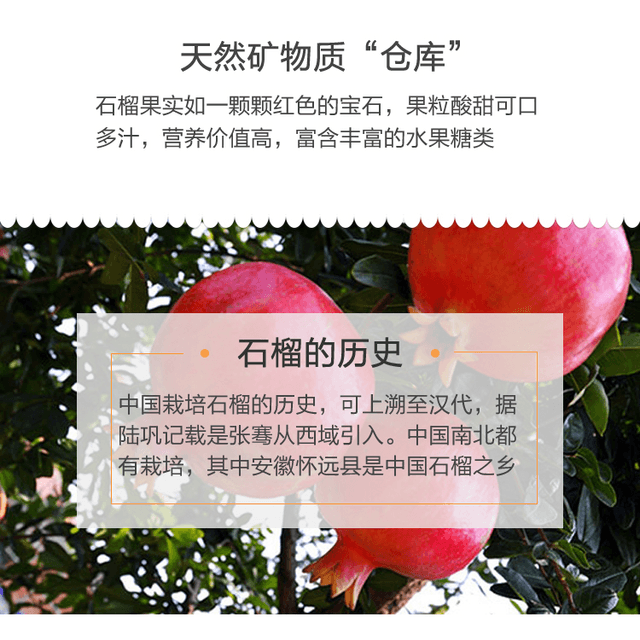 天然矿物质“仓库”
石榴果实如一颗颗红色的宝石，果粒酸甜可口
多汁，营养价值高，富含丰富的水果糖类
石榴的历史
中国栽培石榴的历史，可上溯至汉代，据
陆巩记载是张骞从西域引入。中国南北都
有栽培，其中安徽怀远县是中国石榴之乡